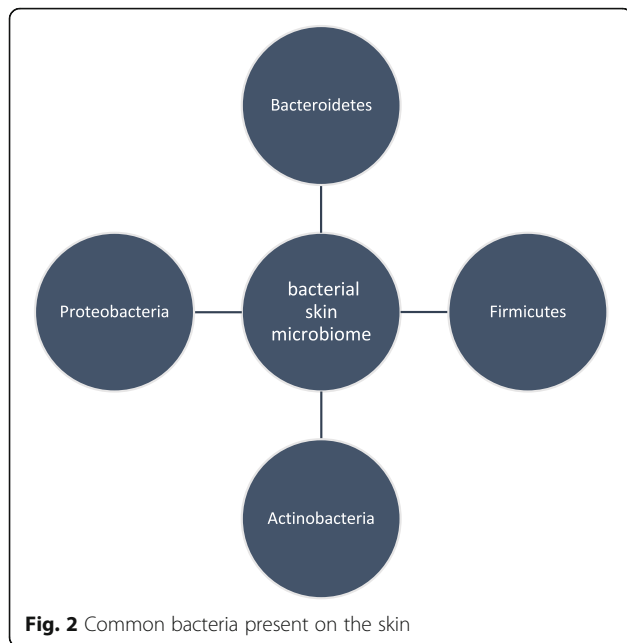 Bacteroidetes
Proteobacteria
bacterial
skin
microbiome
Firmicutes
Actinobacteria
Fig. 2 Common bacteria present on the skin